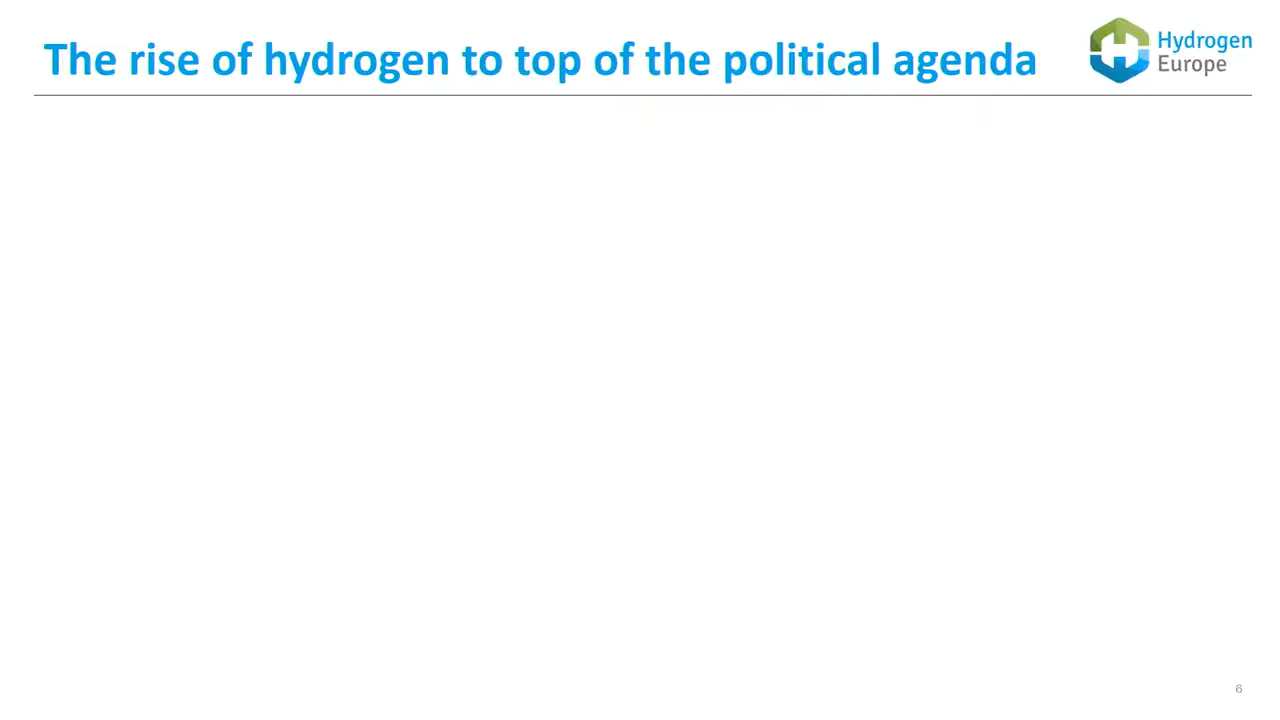 The rise of hydrogen to top of the political agenda
Hydrogen
Europe
6